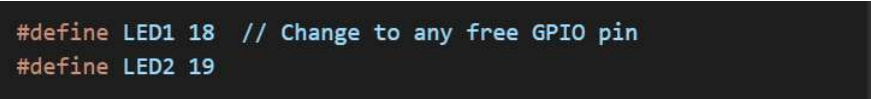 #define LED1 18  // Change to any free GPIO pin
#define LED2 19